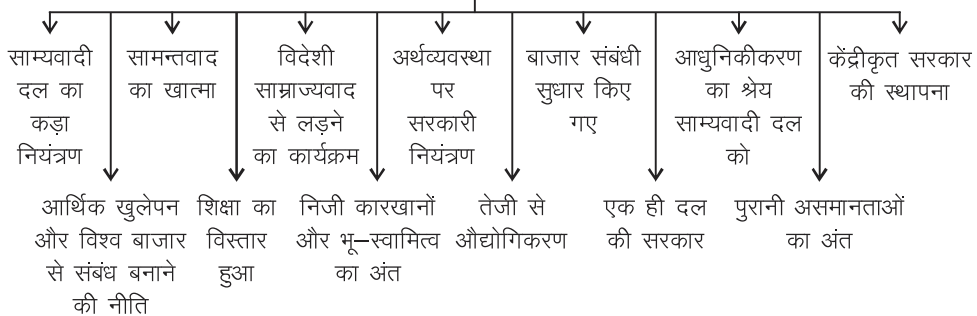 साम्यवादी
दल का
कड़ा
नियंत्रण
सामन्तवाद
का खात्मा
विदेशी
साम्राज्यवाद
से लड़ने
का कार्यक्रम
अर्थव्यवस्था
पर
सरकारी
नियंत्रण
बाजार संबंधी
सुधार किए
गए
आधुनिकीकरण
का श्रेय
साम्यवादी दल
को
केंद्रीकृत सरकार
की स्थापना
आर्थिक खुलेपन
और विश्व बाजार
से संबंध बनाने
की नीति
शिक्षा का
विस्तार
हुआ
निजी कारखानों
और भू–स्वामित्व
का अंत
तेजी से
औद्योगिकरण
एक ही दल
की सरकार
पुरानी असमानताओं
का अंत